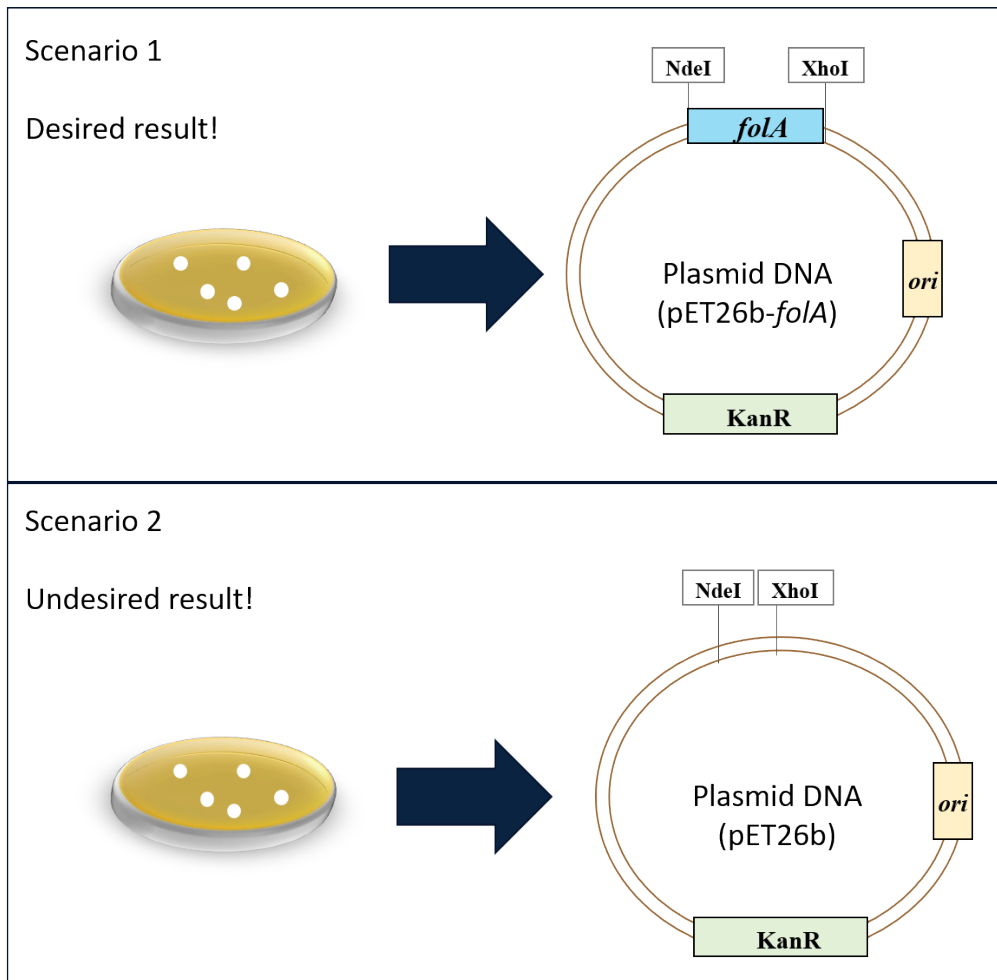 Scenario 1
Desired result!
NdeI
XhoI
folA
ori
Plasmid DNA
(pET26b-folA)
KanR
Scenario 2
Undesired result!
NdeI
XhoI
ori
Plasmid DNA
(pET26b)
KanR